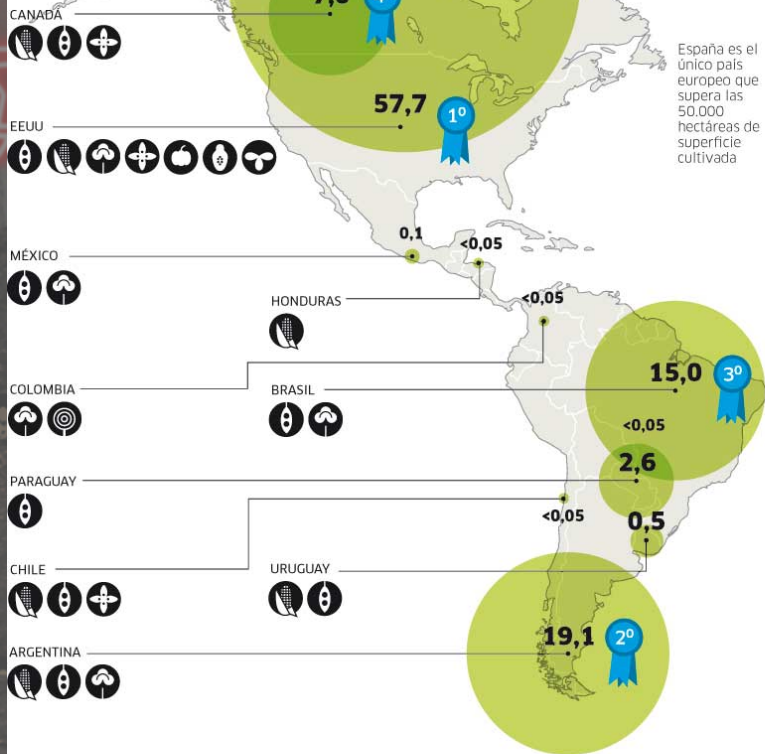 CANADÁ
EEUU
57,7
1º
España es el
único país
europeo que
supera las
50.000
hectáreas de
superficie
cultivada
MÉXICO
0,1
<0,05
HONDURAS
<0,05
COLOMBIA
BRASIL
15,0
3º
<0,05
PARAGUAY
2,6
<0,05
0,5
CHILE
URUGUAY
ARGENTINA
19,1
2º